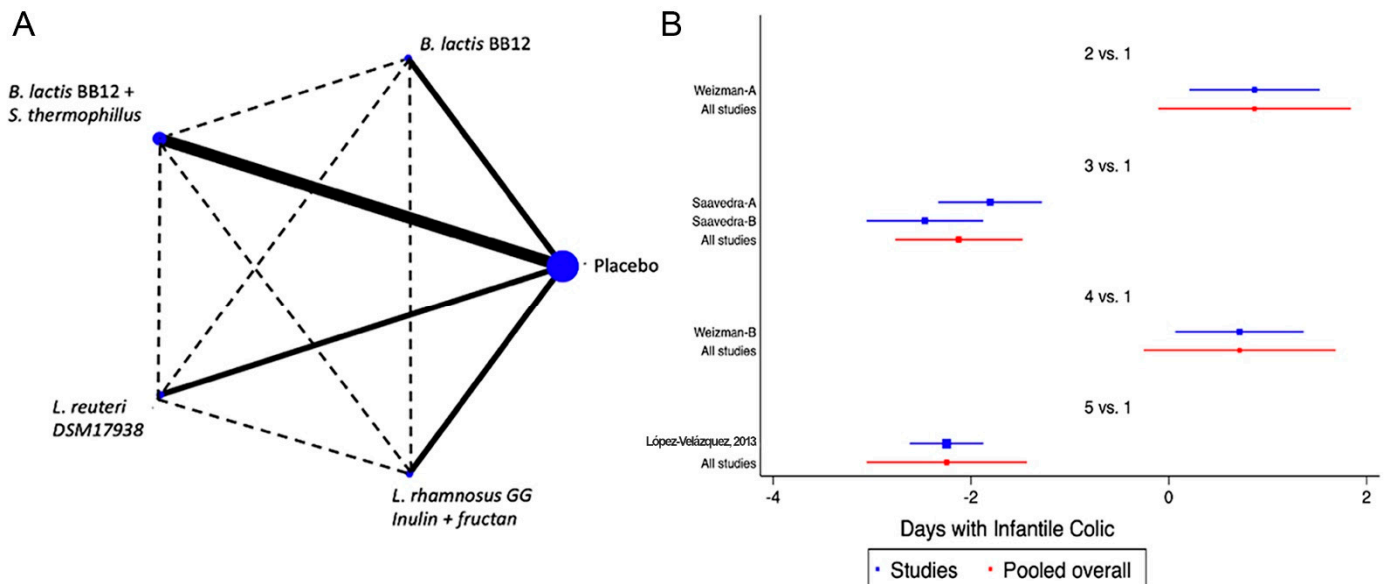 A
B. lactis BB12
B. lactis BB12 +
S. thermophillus
Placebo
L. reuteri
DSM17938
L. rhamnosus GG
Inulin + fructan
B
2 vs. 1
Weizman-A
All studies
3 vs. 1
Saavedra-A
Saavedra-B
All studies
4 vs. 1
Weizman-B
All studies
5 vs. 1
López-Velázquez, 2013
All studies
-4 -2 0 2
Days with Infantile Colic
Studies Pooled overall